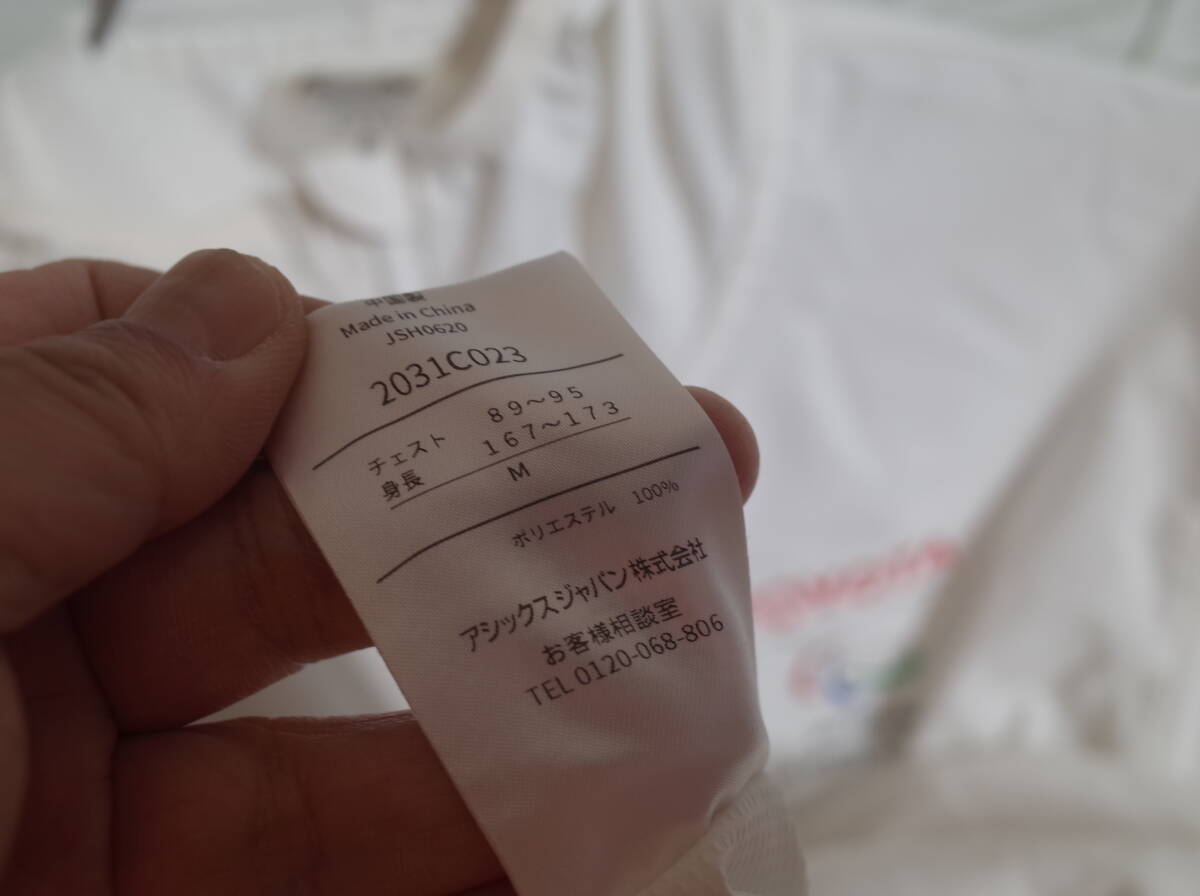 中国製
Made in China
JSH0620
2031C023
チェスト 89～95
身長 167～173
M
ポリエステル 100%
アシックスジャパン株式会社
お客様相談室
TEL 0120-068-806